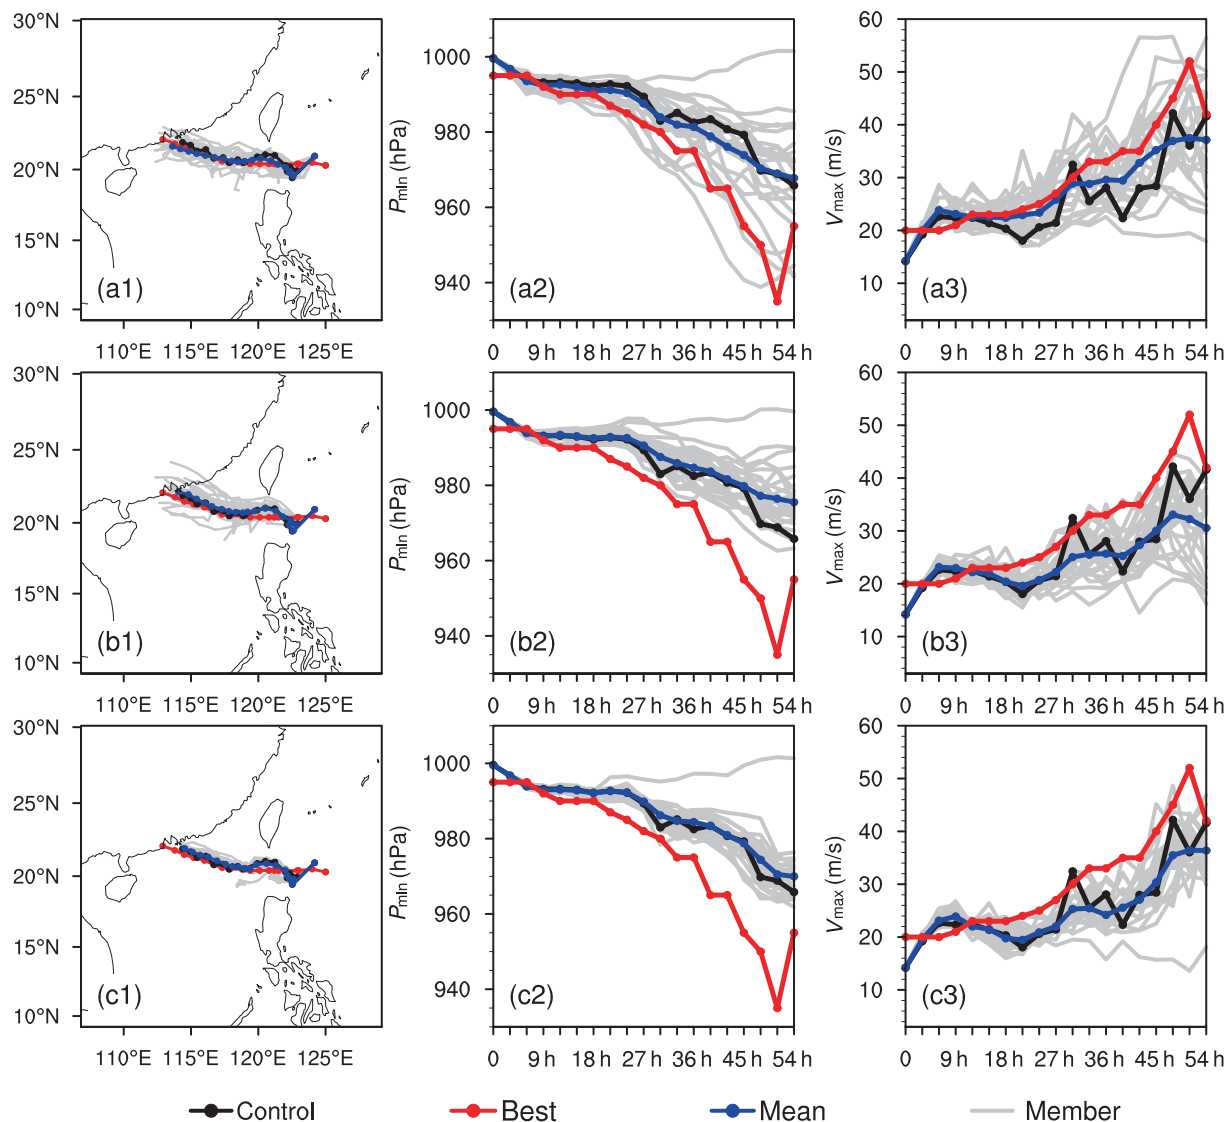 30°N
25°N
20°N
15°N
10°N
(a1)
110°E 115°E 120°E 125°E
1000
980
960
940
Pmin (hPa)
(a2)
0 9 h 18 h 27 h 36 h 45 h 54 h
60
50
40
30
20
10
Vmax (m/s)
(a3)
0 9 h 18 h 27 h 36 h 45 h 54 h
30°N
25°N
20°N
15°N
10°N
(b1)
110°E 115°E 120°E 125°E
1000
980
960
940
Pmin (hPa)
(b2)
0 9 h 18 h 27 h 36 h 45 h 54 h
60
50
40
30
20
10
Vmax (m/s)
(b3)
0 9 h 18 h 27 h 36 h 45 h 54 h
30°N
25°N
20°N
15°N
10°N
(c1)
110°E 115°E 120°E 125°E
1000
980
960
940
Pmin (hPa)
(c2)
0 9 h 18 h 27 h 36 h 45 h 54 h
60
50
40
30
20
10
Vmax (m/s)
(c3)
0 9 h 18 h 27 h 36 h 45 h 54 h
Control Best Mean Member